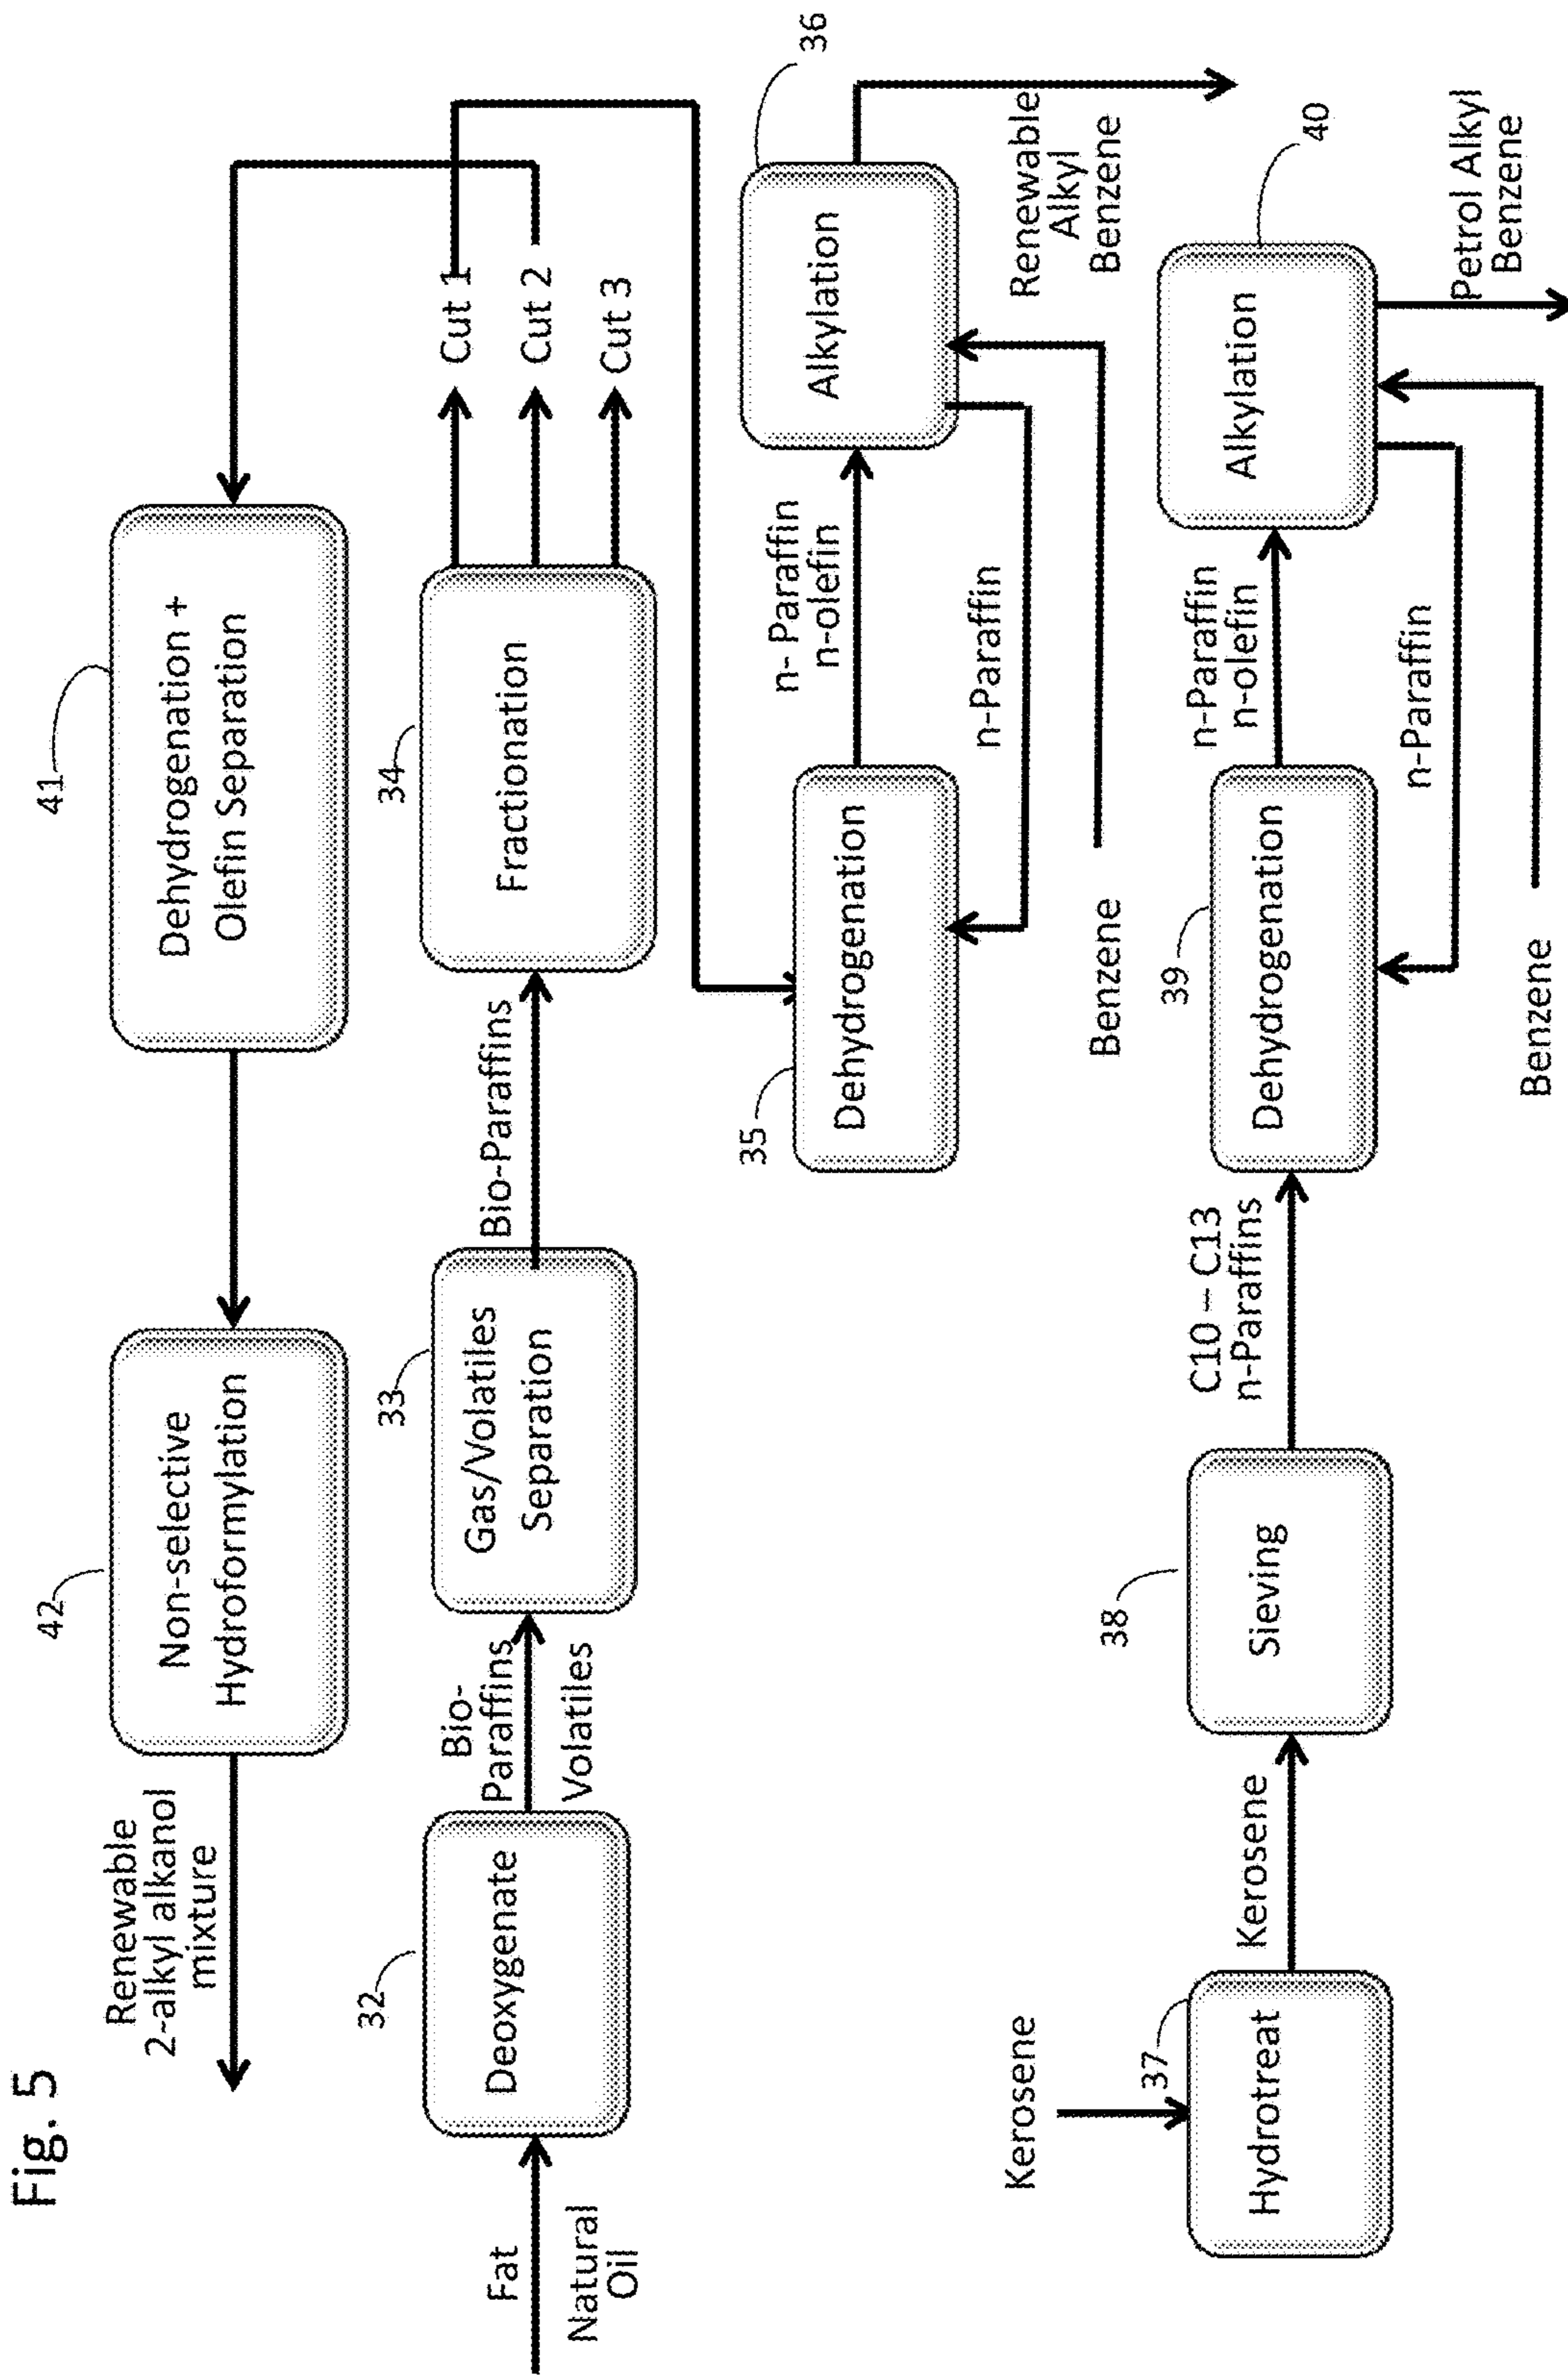 Fig. 5
41
Dehydrogenation +
Olefin Separation
42
Non-selective
Hydroformylation
Renewable
2-alkyl alkanol
mixture
Fat
Natural
Oil
32
Deoxygenate
Bio-
Paraffins
Volatiles
33
Gas/Volatiles
Separation
Bio-Paraffins
34
Fractionation
Cut 1
Cut 2
Cut 3
35
Dehydrogenation
n- Paraffin
n-olefin
n-Paraffin
Benzene
36
Alkylation
Renewable
Alkyl
Benzene
Kerosene
37
Hydrotreat
Kerosene
38
Sieving
C10 – C13
n-Paraffins
39
Dehydrogenation
n-Paraffin
n-olefin
n-Paraffin
Benzene
40
Alkylation
Petrol Alkyl
Benzene